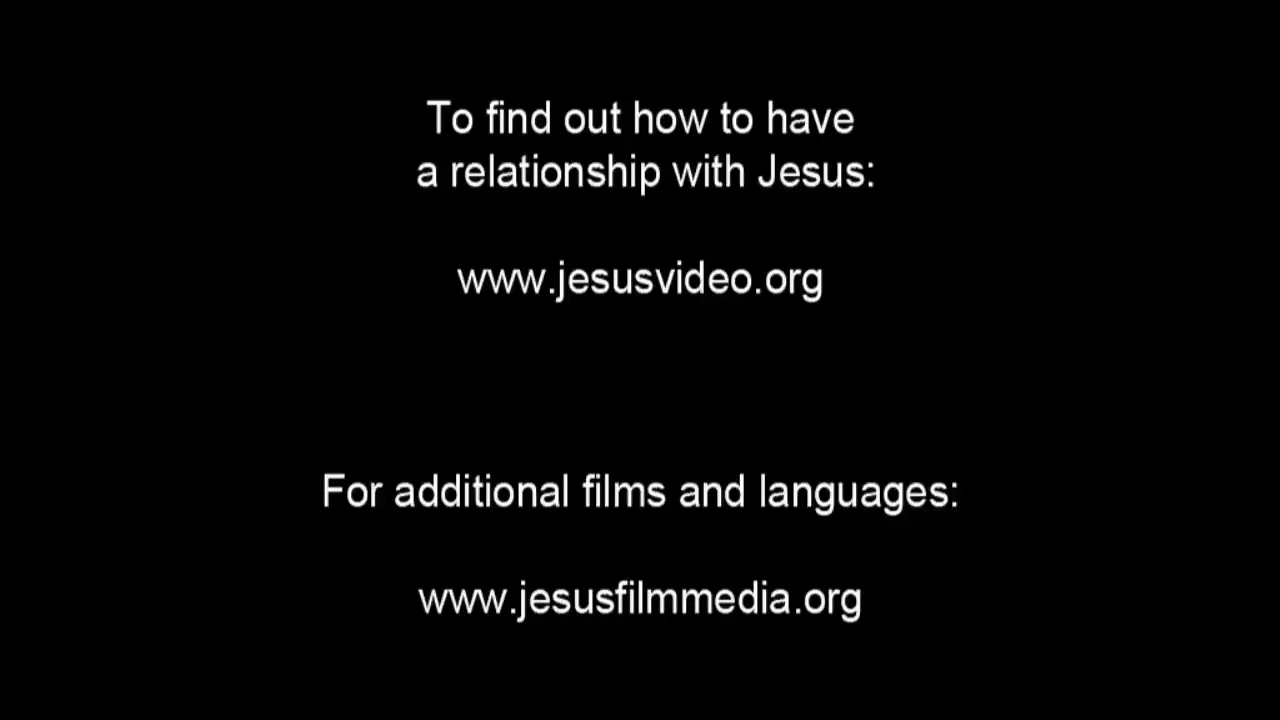 To find out how to have
a relationship with Jesus:
www.jesusvideo.org
For additional films and languages:
www.jesusfilmmedia.org